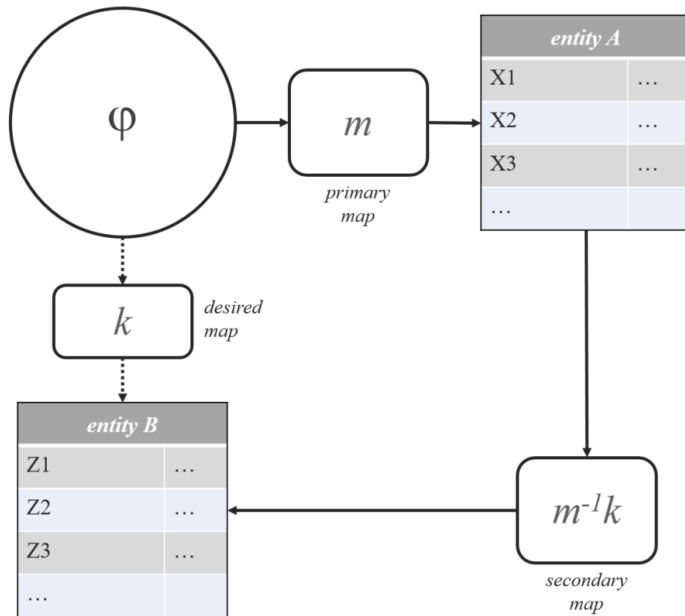 φ
m
primary
map
entity A
X1 …
X2 …
X3 …
… 
k
desired
map
entity B
Z1 …
Z2 …
Z3 …
…
m⁻¹k
secondary
map